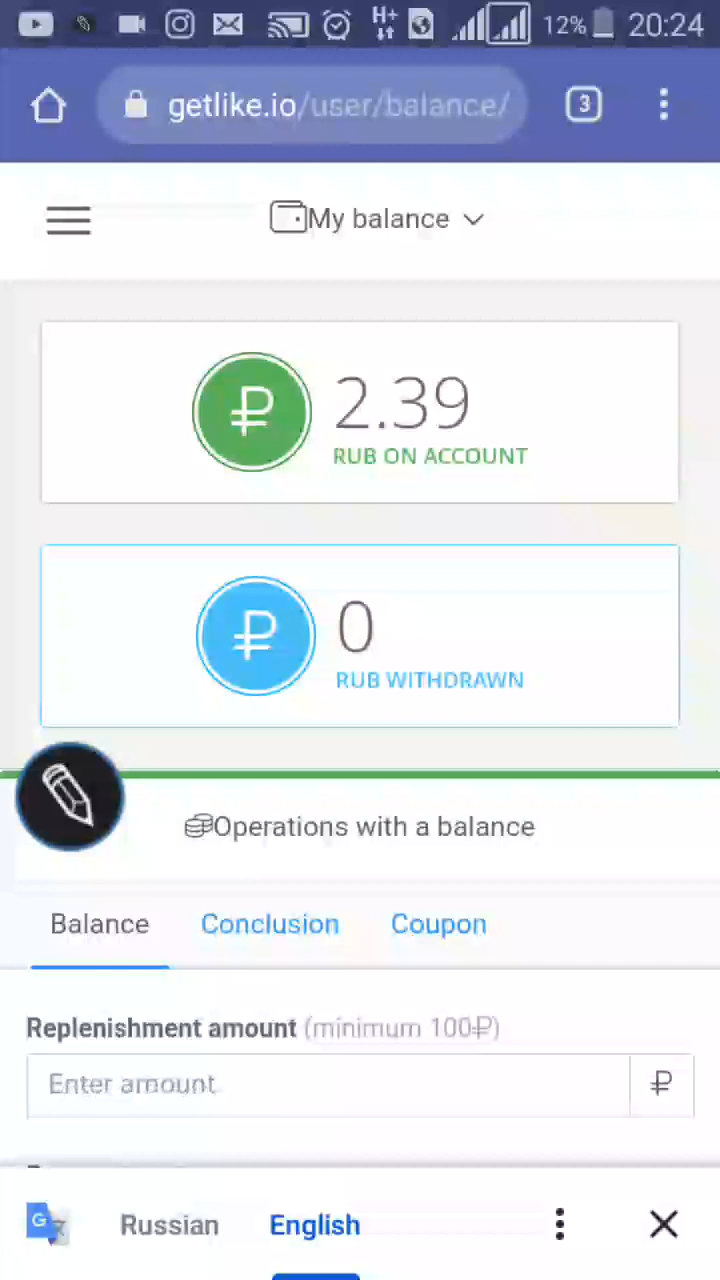 H+ 12% 20:24
getlike.io/user/balance/ 3
My balance
₽ 2.39
RUB ON ACCOUNT
₽ 0
RUB WITHDRAWN
Operations with a balance
Balance Conclusion Coupon
Replenishment amount (minimum 100₽)
Enter amount ₽
G Russian English